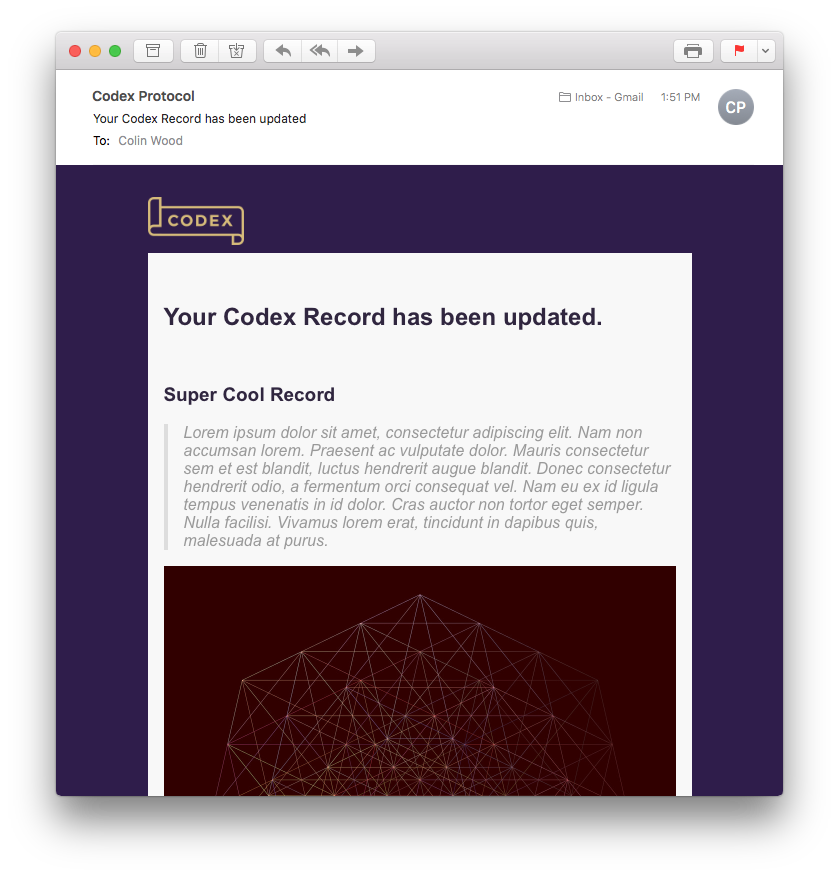 Codex Protocol
Inbox - Gmail 1:51 PM
CP
Your Codex Record has been updated
To: Colin Wood
CODEX
Your Codex Record has been updated.
Super Cool Record
Lorem ipsum dolor sit amet, consectetur adipiscing elit. Nam non
accumsan lorem. Praesent ac vulputate dolor. Mauris consectetur
sem et est blandit, luctus hendrerit augue blandit. Donec consectetur
hendrerit odio, a fermentum orci consequat vel. Nam eu ex id ligula
tempus venenatis in id dolor. Cras auctor non tortor eget semper.
Nulla facilisi. Vivamus lorem erat, tincidunt in dapibus quis,
malesuada at purus.